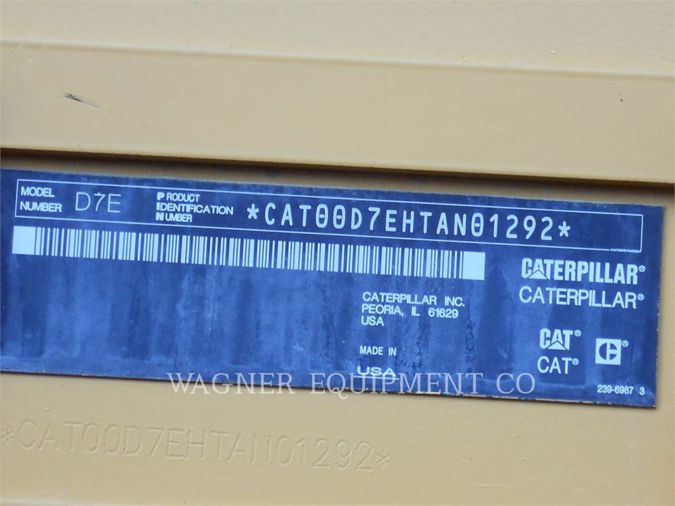 MODEL
NUMBER
D7E
PRODUCT
IDENTIFICATION
NUMBER
*CAT00D7EHTAN01292*
CATERPILLAR®
CATERPILLAR®
CATERPILLAR INC.
PEORIA, IL 61629
USA
CAT®
CAT®
C®
MADE IN
USA
239-6987 3
WAGNER EQUIPMENT CO
*CAT00D7EHTAN01292*